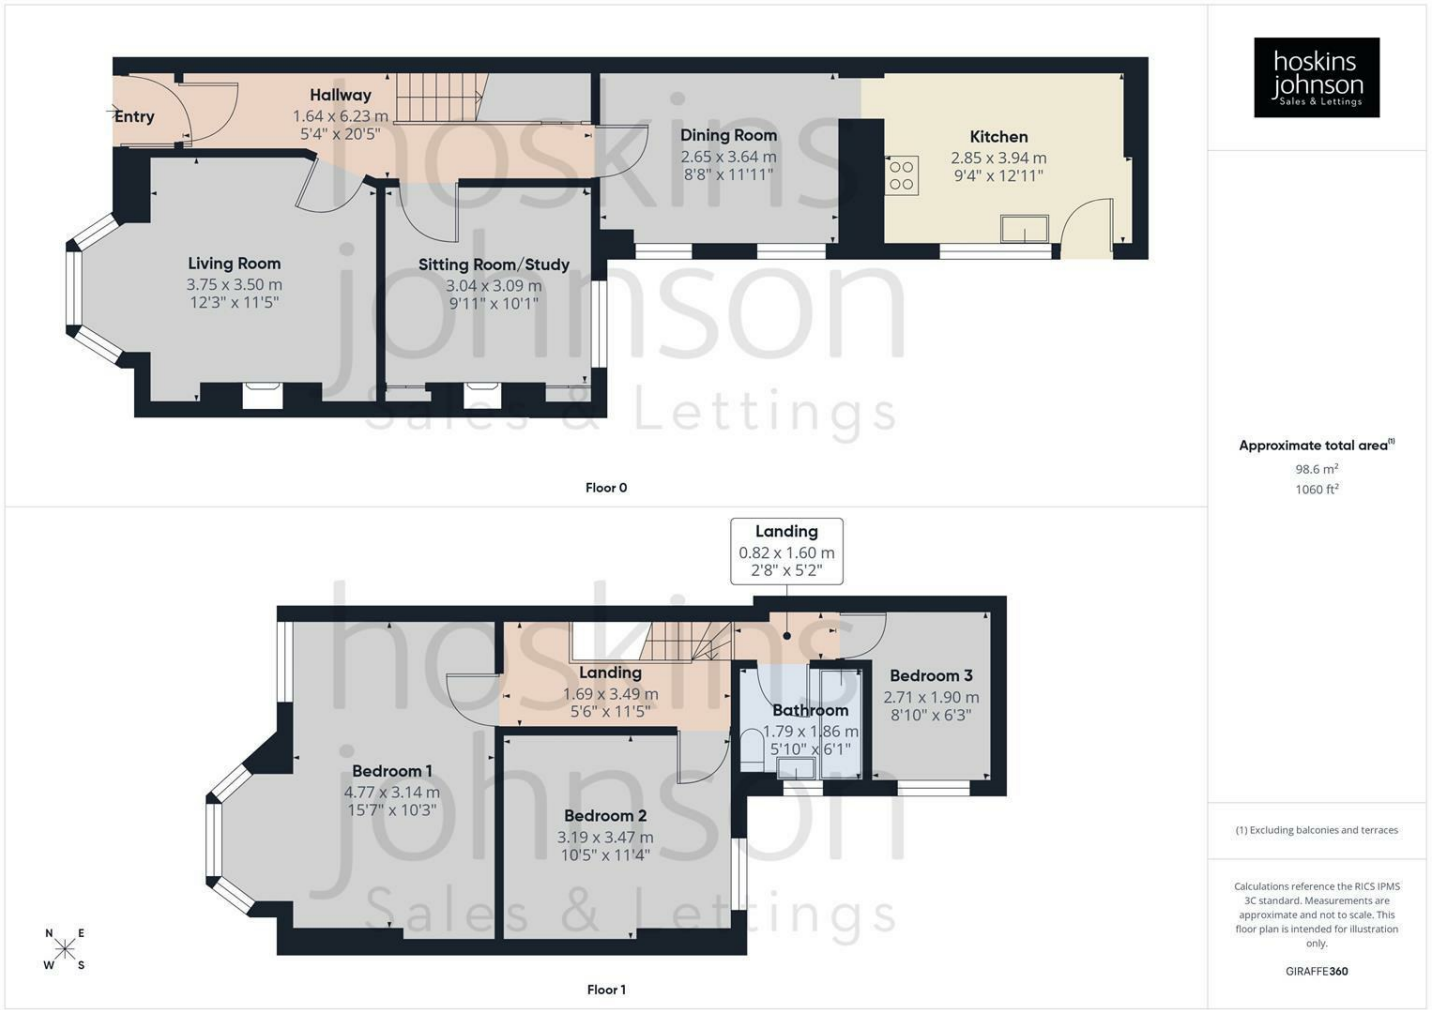 hoskins
johnson
Sales & Lettings
Entry
Hallway
1.64 x 6.23 m
5'4" x 20'5"
Dining Room
2.65 x 3.64 m
8'8" x 11'11"
Kitchen
2.85 x 3.94 m
9'4" x 12'11"
Living Room
3.75 x 3.50 m
12'3" x 11'5"
Sitting Room/Study
3.04 x 3.09 m
9'11" x 10'1"
hoskins
johnson
Sales & Lettings
Floor 0
Approximate total area(1)
98.6 m²
1060 ft²
Landing
0.82 x 1.60 m
2'8" x 5'2"
Landing
1.69 x 3.49 m
5'6" x 11'5"
Bedroom 3
2.71 x 1.90 m
8'10" x 6'3"
Bathroom
1.79 x 1.86 m
5'10" x 6'1"
Bedroom 1
4.77 x 3.14 m
15'7" x 10'3"
Bedroom 2
3.19 x 3.47 m
10'5" x 11'4"
hoskins
johnson
Sales & Lettings
N E
W S
Floor 1
(1) Excluding balconies and terraces
Calculations reference the RICS IPMS
3C standard. Measurements are
approximate and not to scale. This
floor plan is intended for illustration
only.
GIRAFFE360